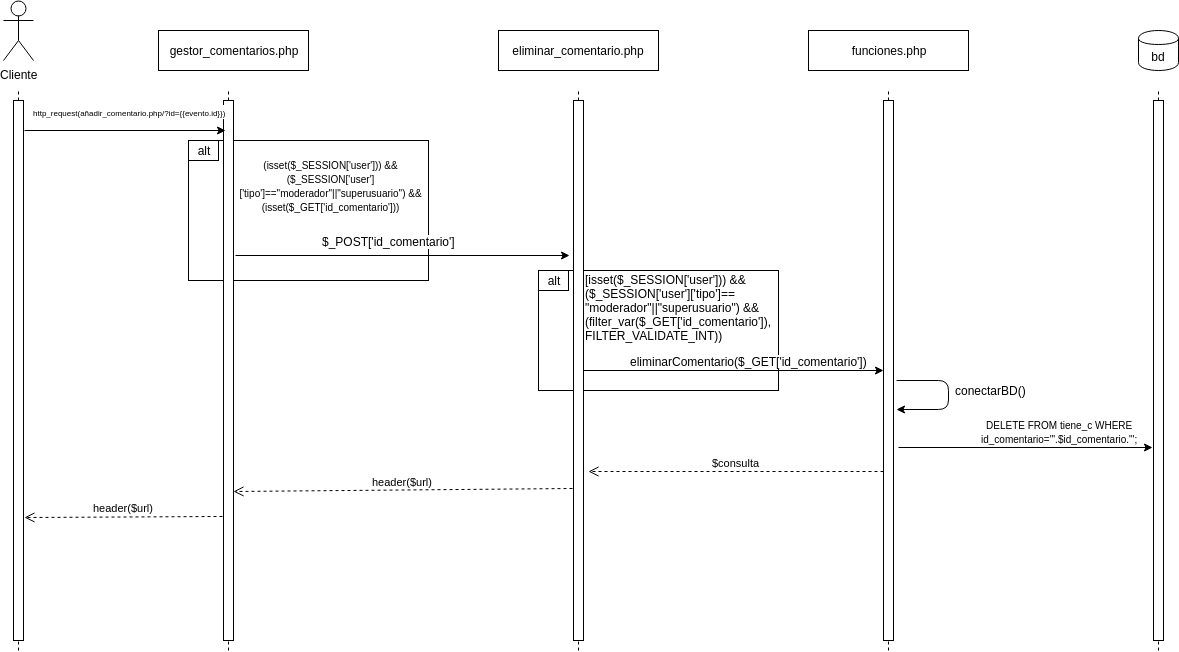 Cliente
gestor_comentarios.php
eliminar_comentario.php
funciones.php
bd
http_request(añadir_comentario.php/?id={{evento.id}})
alt
(isset($_SESSION['user'])) &&
($_SESSION['user']
['tipo']=="moderador"||"superusuario") &&
(isset($_GET['id_comentario']))
$_POST['id_comentario']
alt
[isset($_SESSION['user'])) &&
($_SESSION['user']['tipo']==
"moderador"||"superusuario") &&
(filter_var($_GET['id_comentario']),
FILTER_VALIDATE_INT))
eliminarComentario($_GET['id_comentario'])
conectarBD()
DELETE FROM tiene_c WHERE
id_comentario='".$id_comentario."';
$consulta
header($url)
header($url)